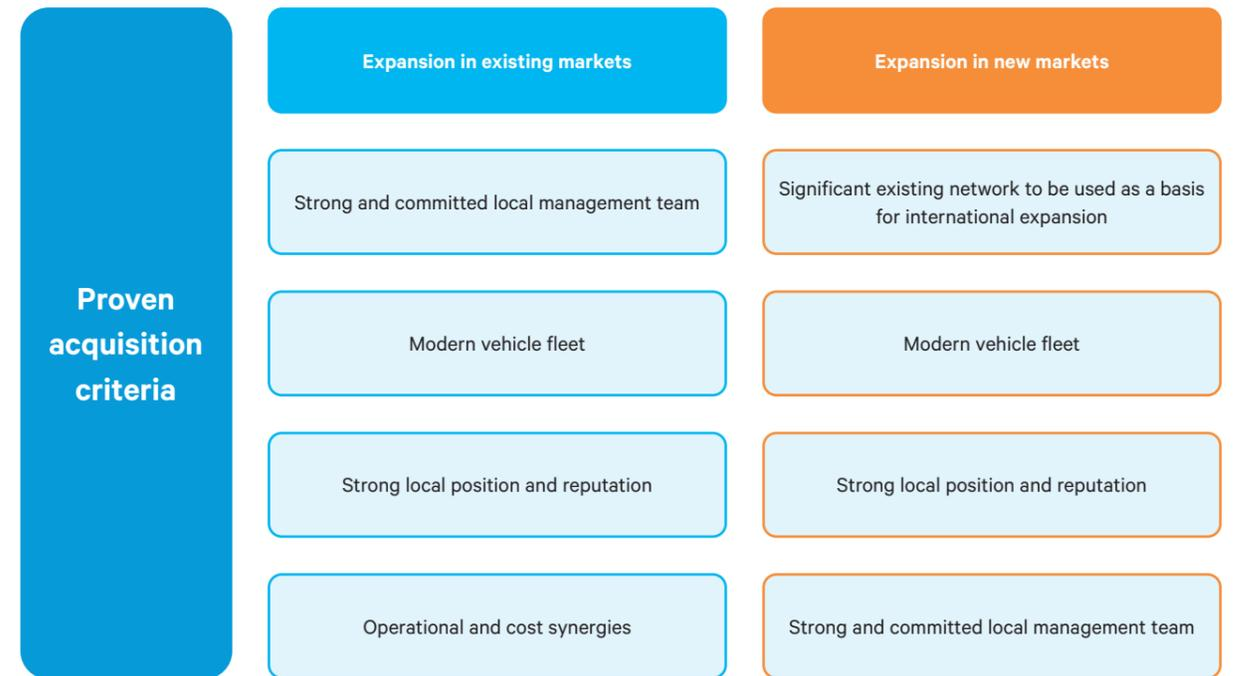 Proven
acquisition
criteria
Expansion in existing markets
Strong and committed local management team
Modern vehicle fleet
Strong local position and reputation
Operational and cost synergies
Expansion in new markets
Significant existing network to be used as a basis
for international expansion
Modern vehicle fleet
Strong local position and reputation
Strong and committed local management team